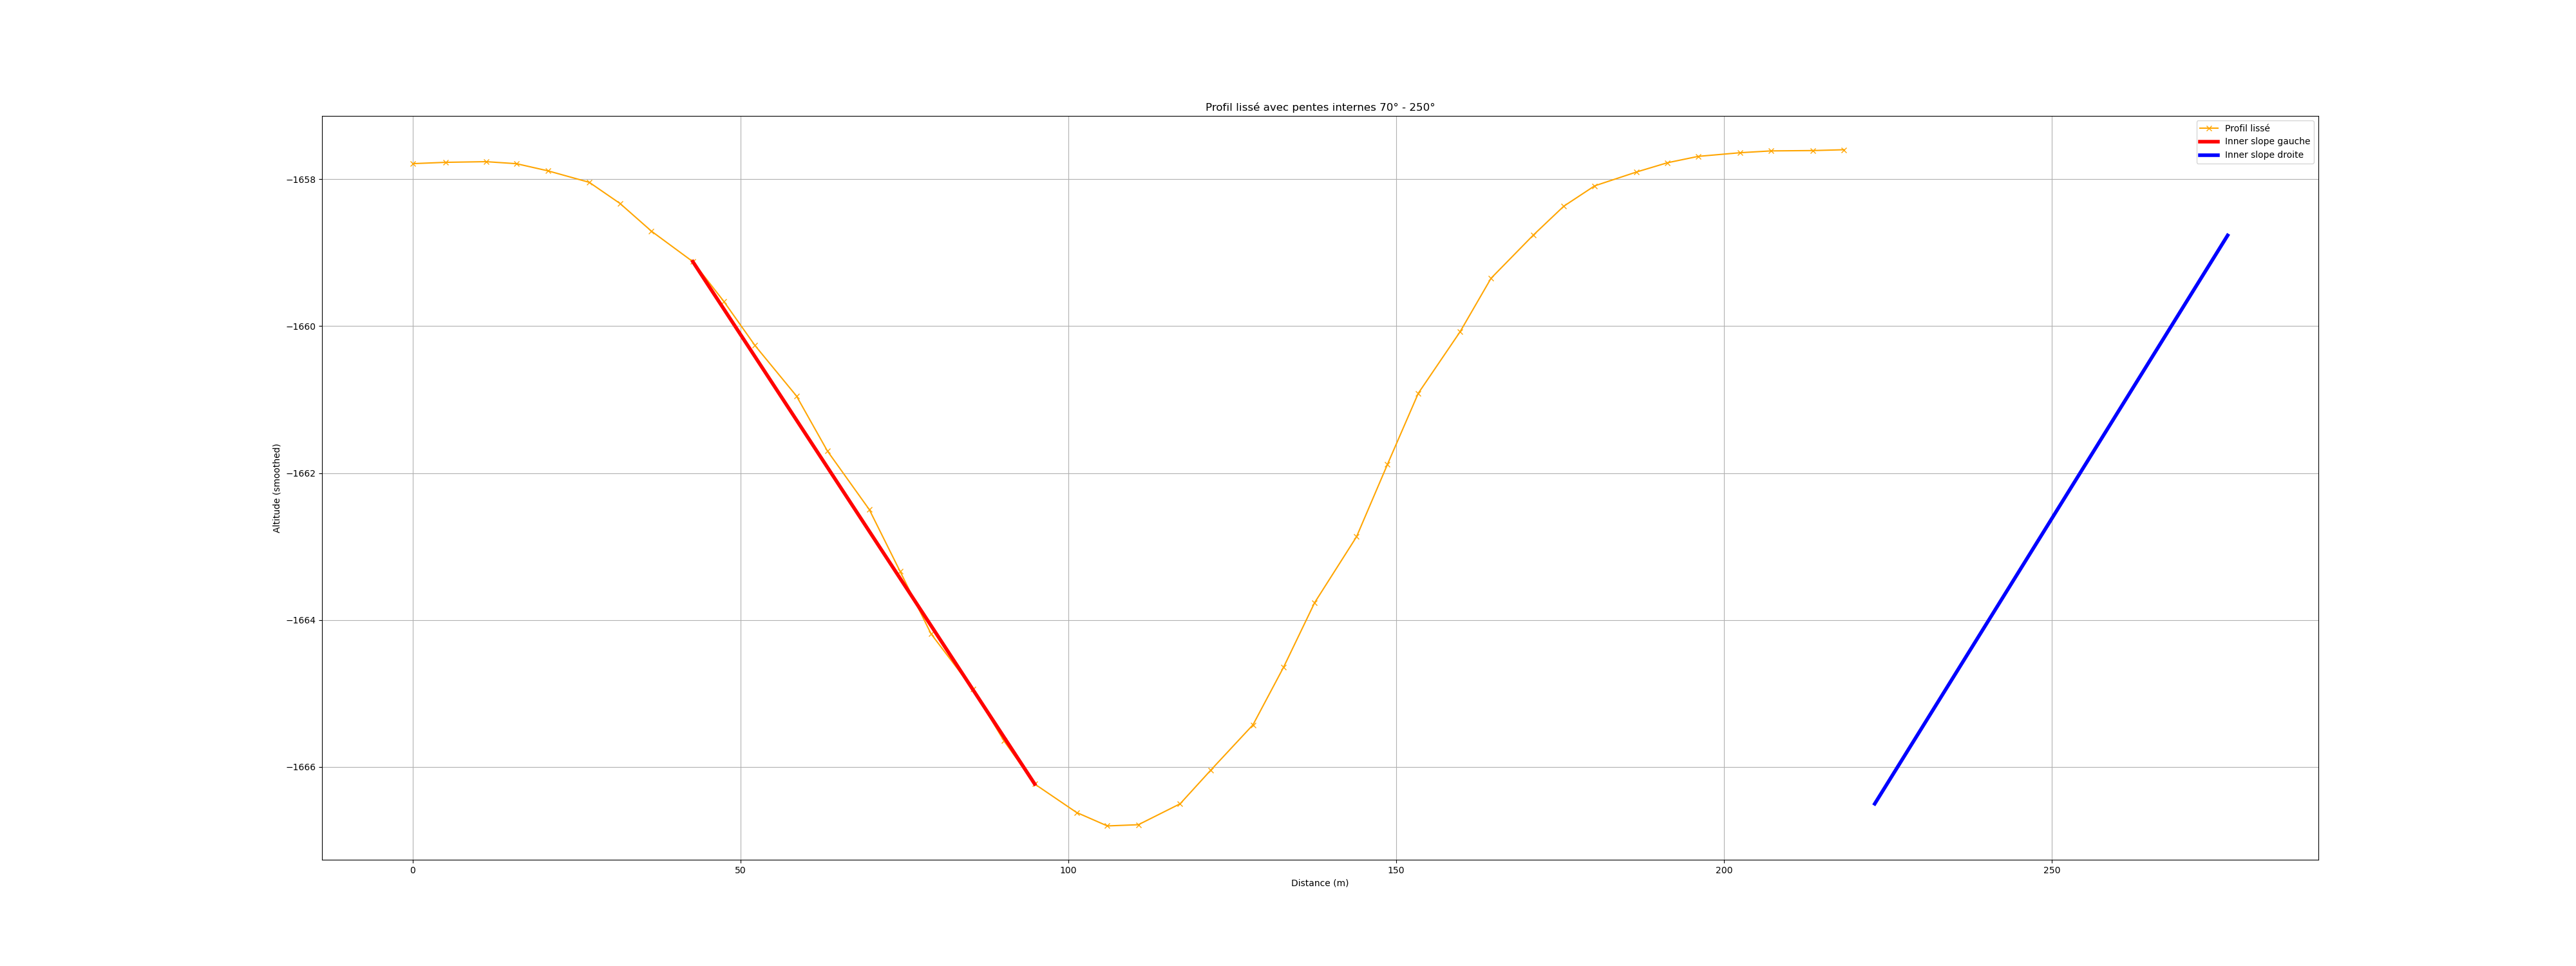 Profil lissé avec pentes internes 70° - 250°
Profil lissé
Inner slope gauche
Inner slope droite
Altitude (smoothed)
−1658
−1660
−1662
−1664
−1666
0
50
100
150
200
250
Distance (m)